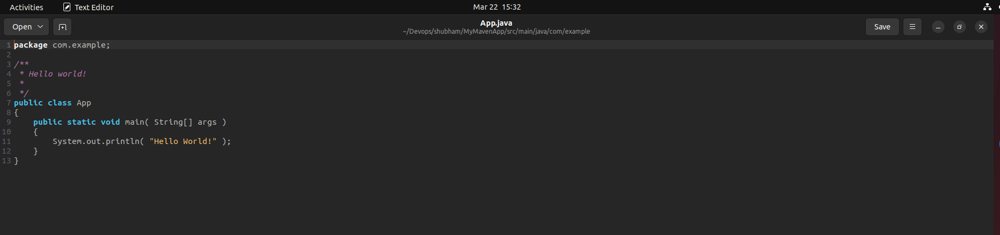 Activities Text Editor Mar 22 15:32
Open App.java Save
~/Devops/shubham/MyMavenApp/src/main/java/com/example
1 package com.example;
2
3 /**
4  * Hello world!
5  *
6  */
7 public class App
8 {
9     public static void main( String[] args )
10     {
11         System.out.println( "Hello World!" );
12     }
13 }